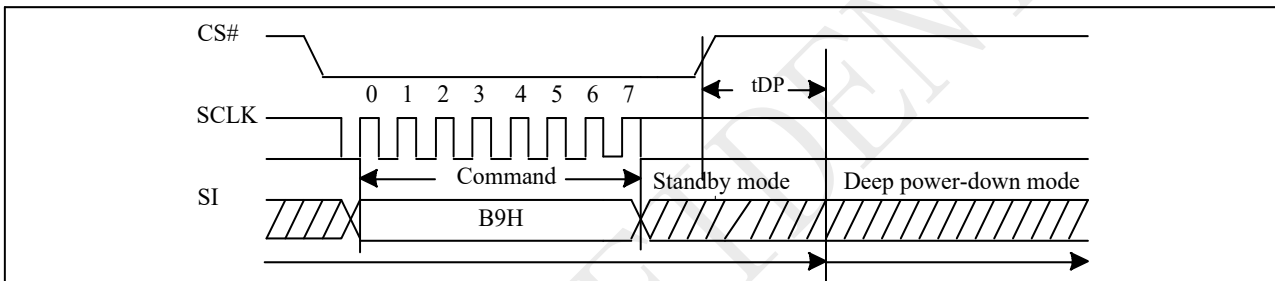 CS#
tDP
0 1 2 3 4 5 6 7
SCLK
Command
Standby mode
Deep power-down mode
SI
B9H